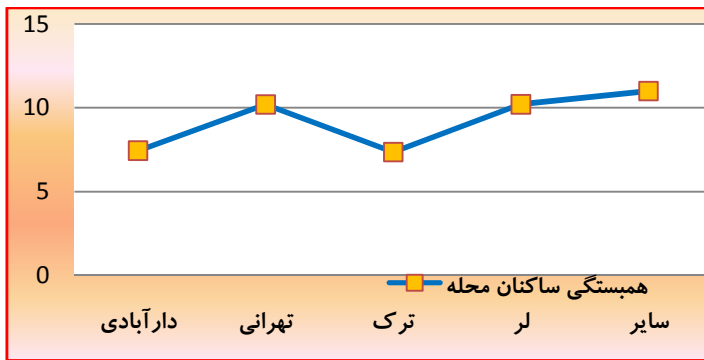 15
10
5
0
همبستگی ساکنان محله
دارآبادی
تهرانی
ترک
لر
سایر